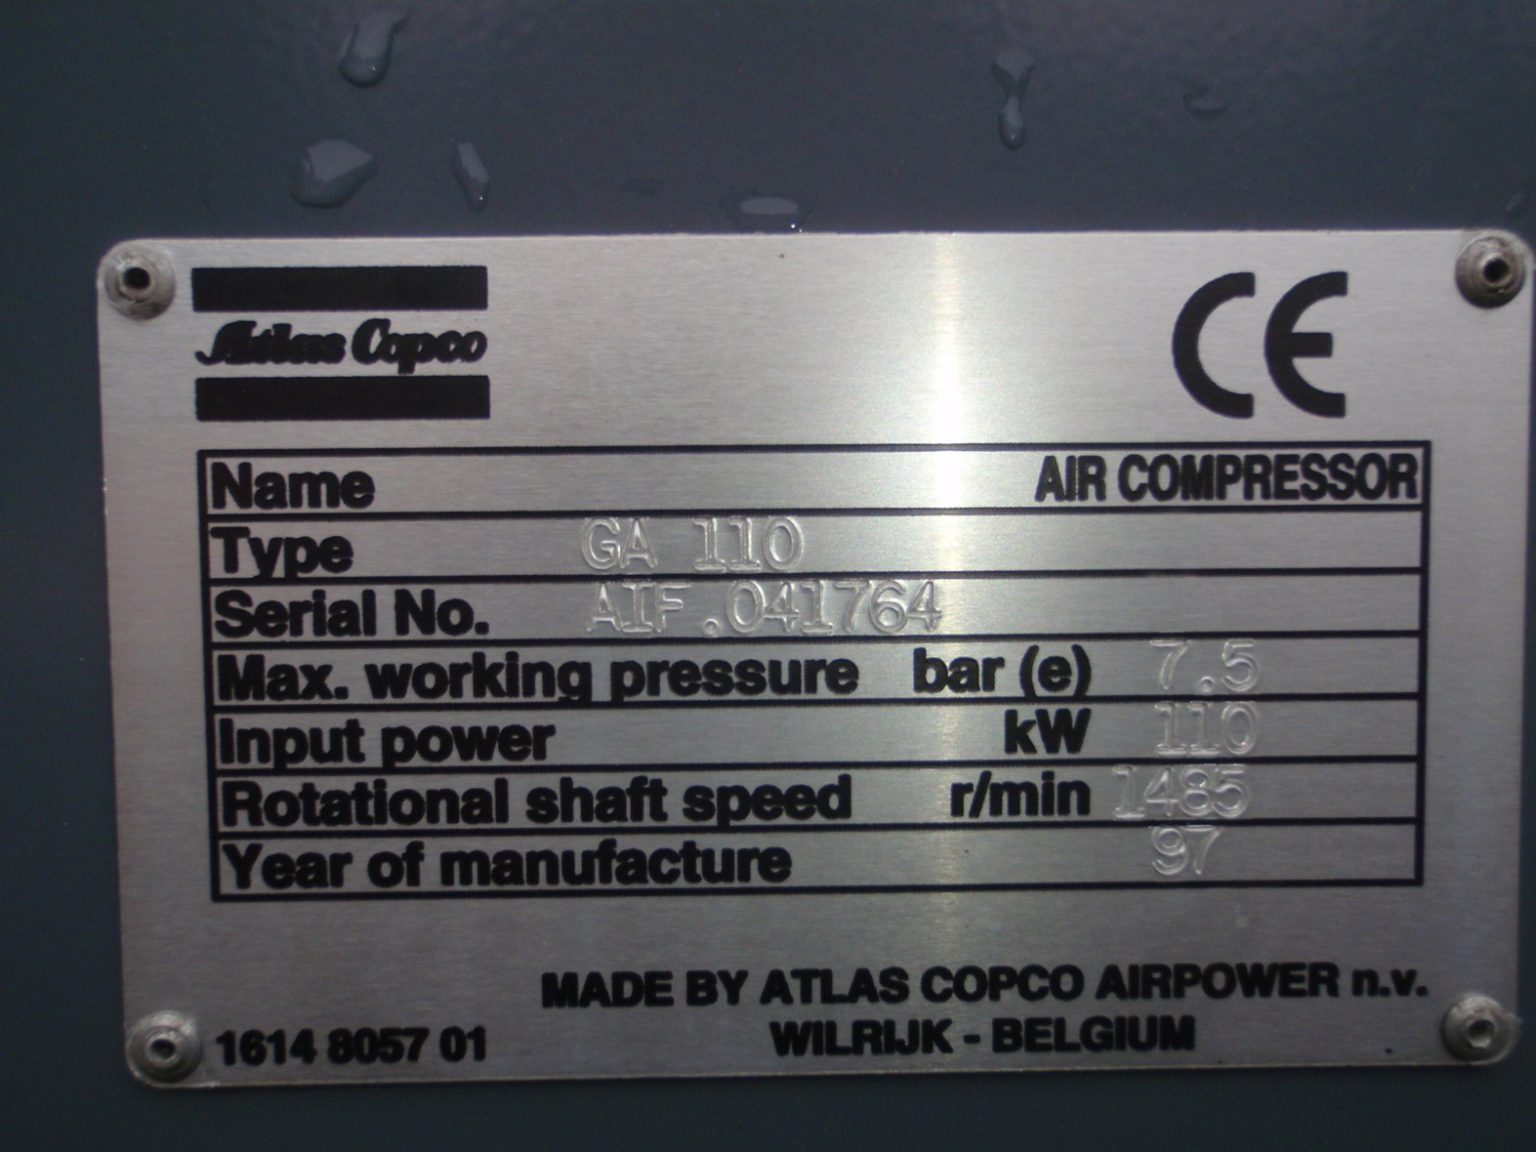 Atlas Copco
CE
Name AIR COMPRESSOR
Type GA 110
Serial No. AIF.041764
Max. working pressure bar (e) 7.5
Input power kW 110
Rotational shaft speed r/min 1485
Year of manufacture 97
MADE BY ATLAS COPCO AIRPOWER n.v.
1614 8057 01 WILRIJK - BELGIUM